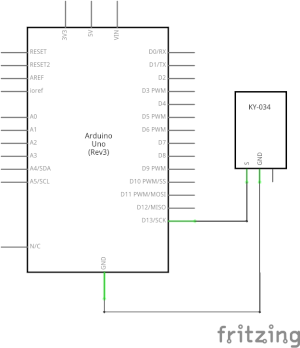 3V3
5V
VIN
RESET
RESET2
AREF
ioref
A0
A1
A2
A3
A4/SDA
A5/SCL
N/C
Arduino
Uno
(Rev3)
D0/RX
D1/TX
D2
D3 PWM
D4
D5 PWM
D6 PWM
D7
D8
D9 PWM
D10 PWM/SS
D11 PWM/MOSI
D12/MISO
D13/SCK
GND
KY-034
S
GND
fritzing